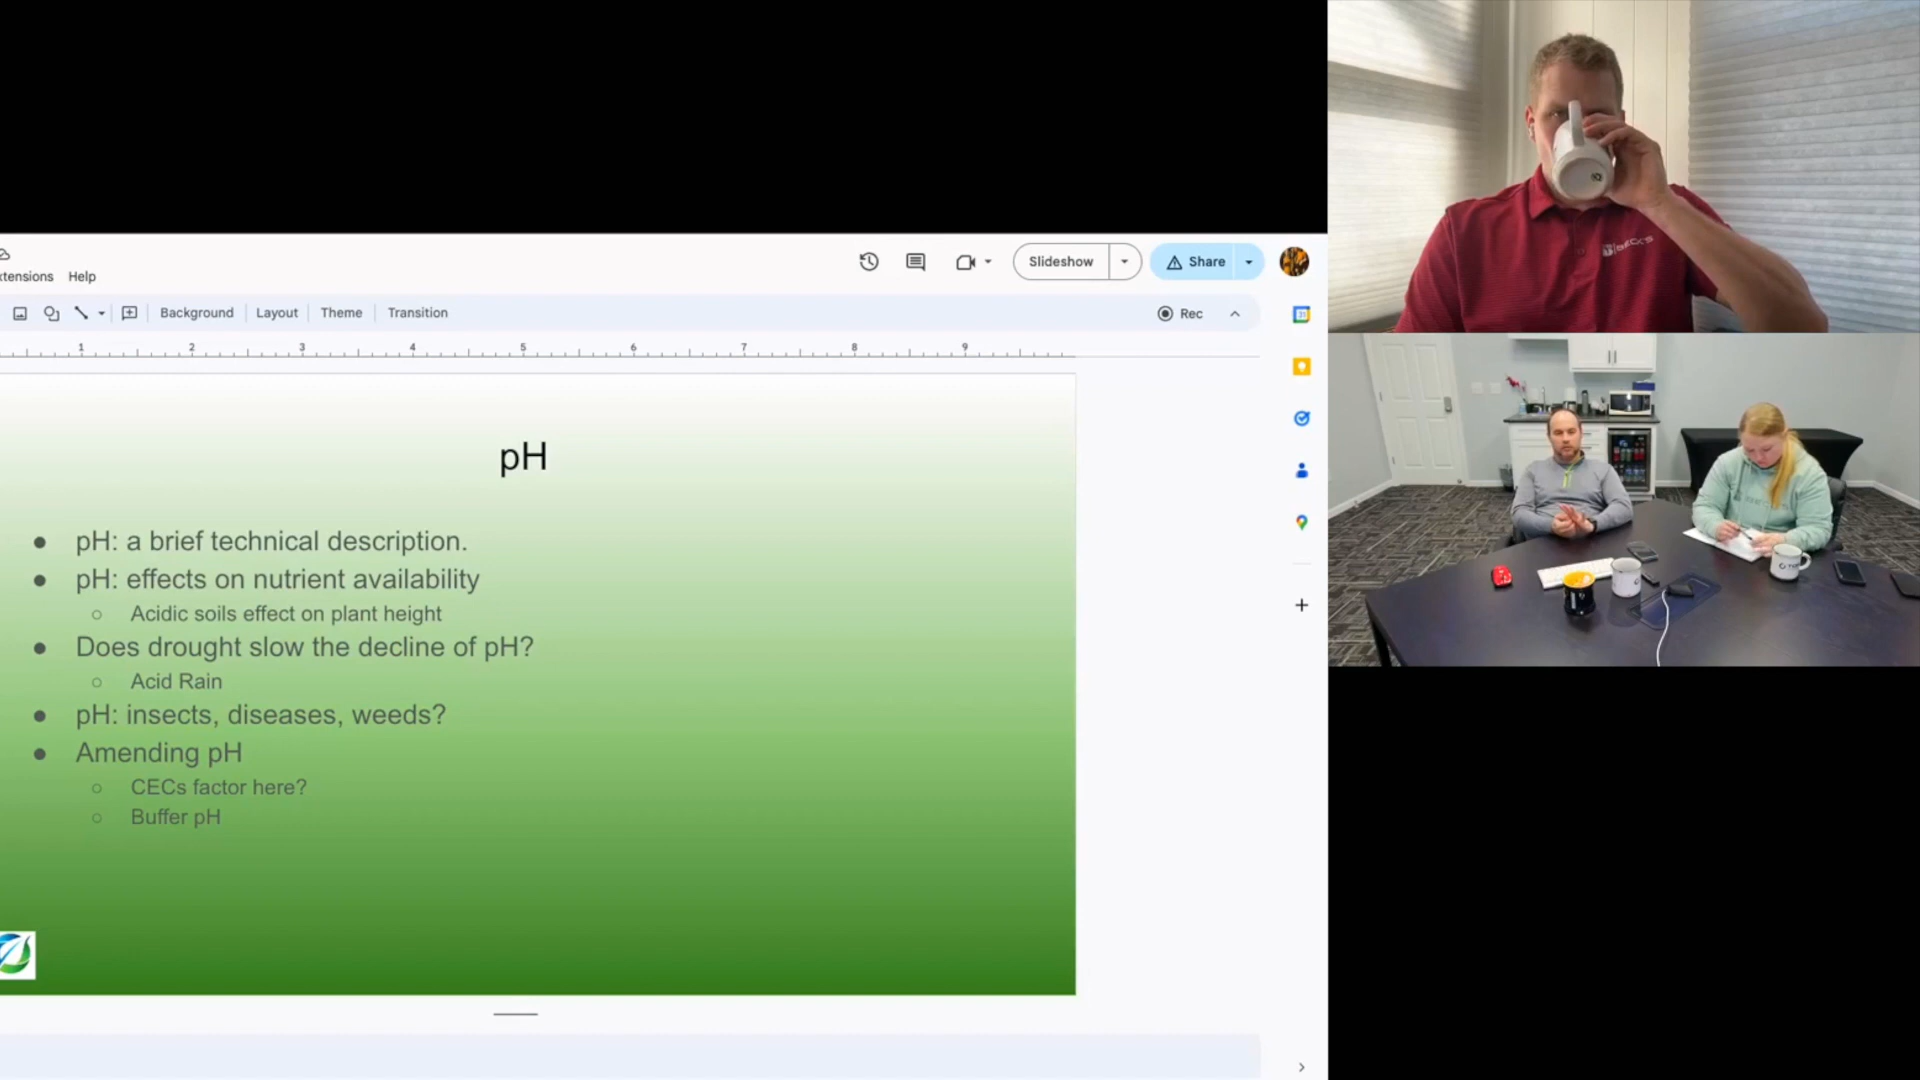 xtensions Help
Slideshow
Share
Background Layout Theme Transition
Rec
1 2 3 4 5 6 7 8 9
pH
pH: a brief technical description.
pH: effects on nutrient availability
Acidic soils effect on plant height
Does drought slow the decline of pH?
Acid Rain
pH: insects, diseases, weeds?
Amending pH
CECs factor here?
Buffer pH
BECK'S